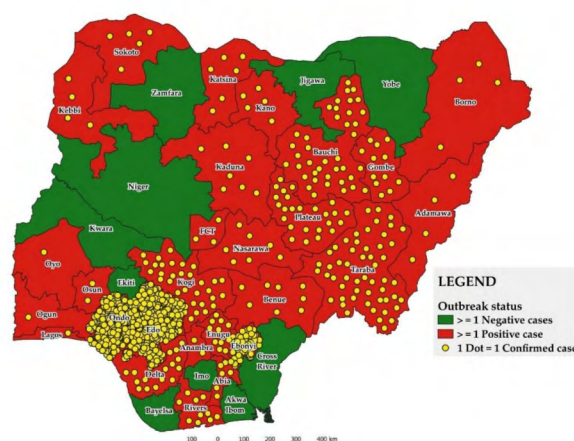 Sokoto
Katsina
Jigawa
Yobe
Zamfara
Borno
Kebbi
Kano
Kaduna
Bauchi
Gombe
Niger
Adamawa
Plateau
Kwara
FCT
Nasarawa
Oyo
Taraba
Kogi
Ekiti
Osun
Benue
Ondo
Edo
Ogun
Enugu
Lagos
Anambra
Ebonyi
Cross
River
Delta
Imo
Abia
Akwa
Ibom
Bayelsa
Rivers
LEGEND
Outbreak status
> = 1 Negative cases
> = 1 Positive case
1 Dot = 1 Confirmed case
100 0 100 200 300 400 km